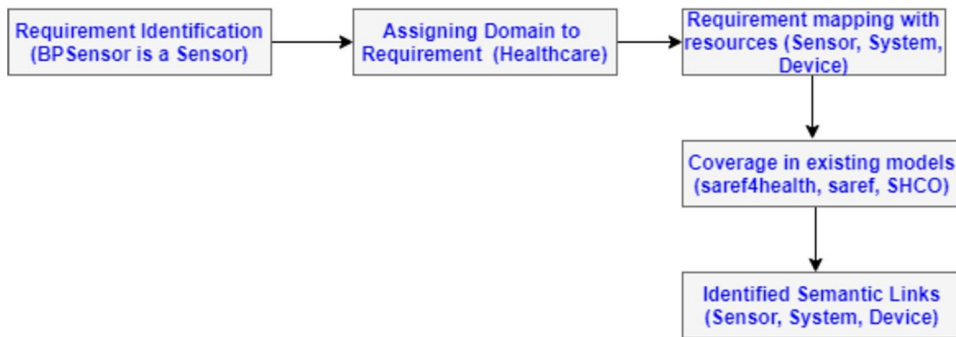 Requirement Identification
(BPSensor is a Sensor)
Assigning Domain to
Requirement (Healthcare)
Requirement mapping with
resources (Sensor, System,
Device)
Coverage in existing models
(saref4health, saref, SHCO)
Identified Semantic Links
(Sensor, System, Device)